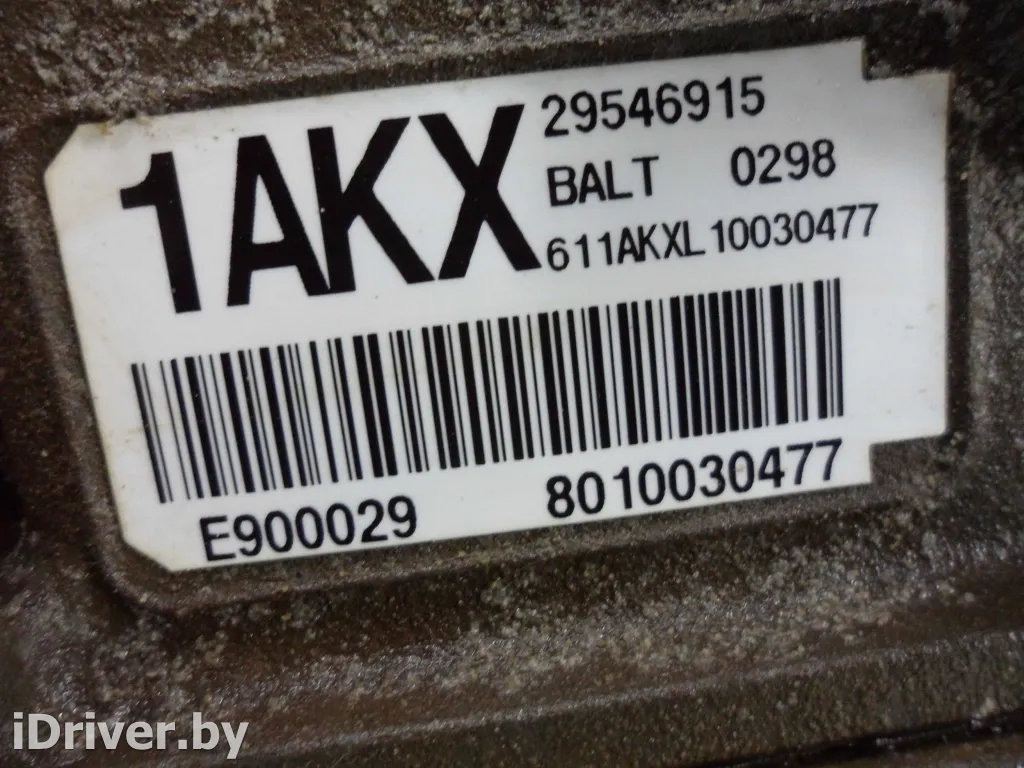 1AKX
29546915
BALT 0298
611AKXL10030477
E900029 8010030477
iDriver.by